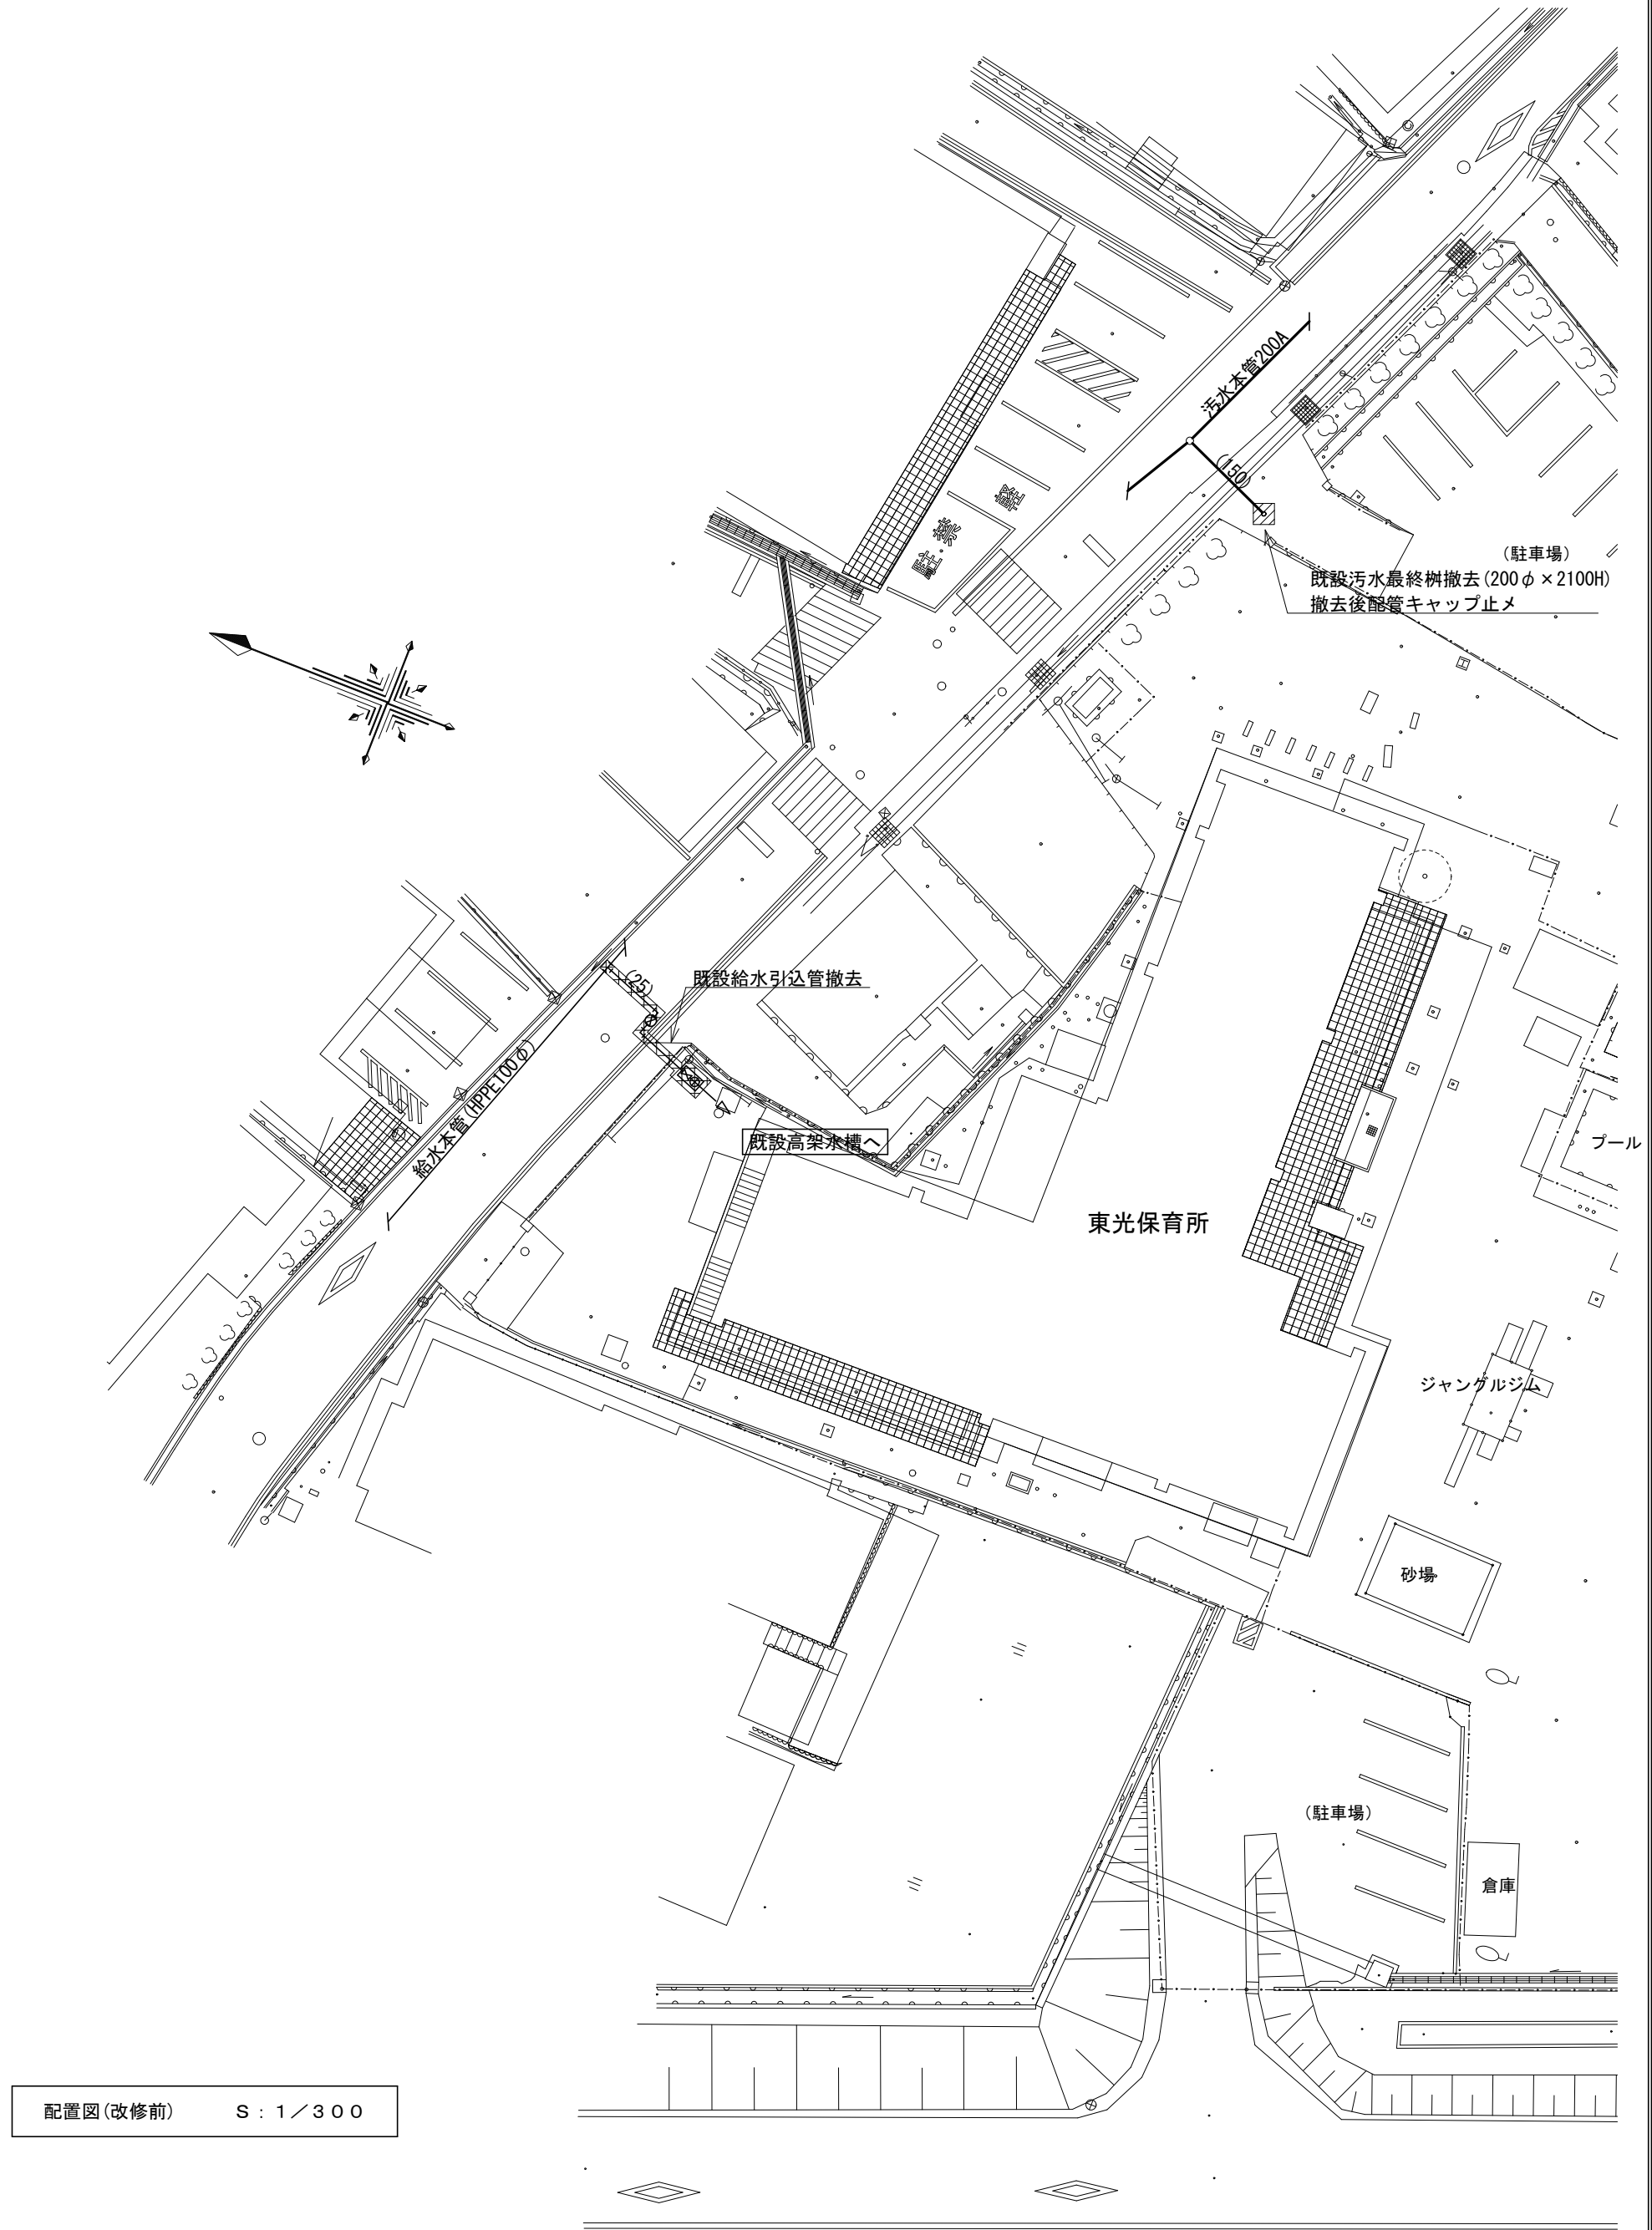 汚水本管200A
(150)
軽
禁
駐
(駐車場)
既設汚水最終桝撤去(200φ×2100H)
撤去後配管キャップ止メ
(25)
既設給水引込管撤去
給水本管(HPPE100φ)
既設高架水槽へ
プール
東光保育所
ジャングルジム
砂場
(駐車場)
倉庫
配置図(改修前) S:1/300